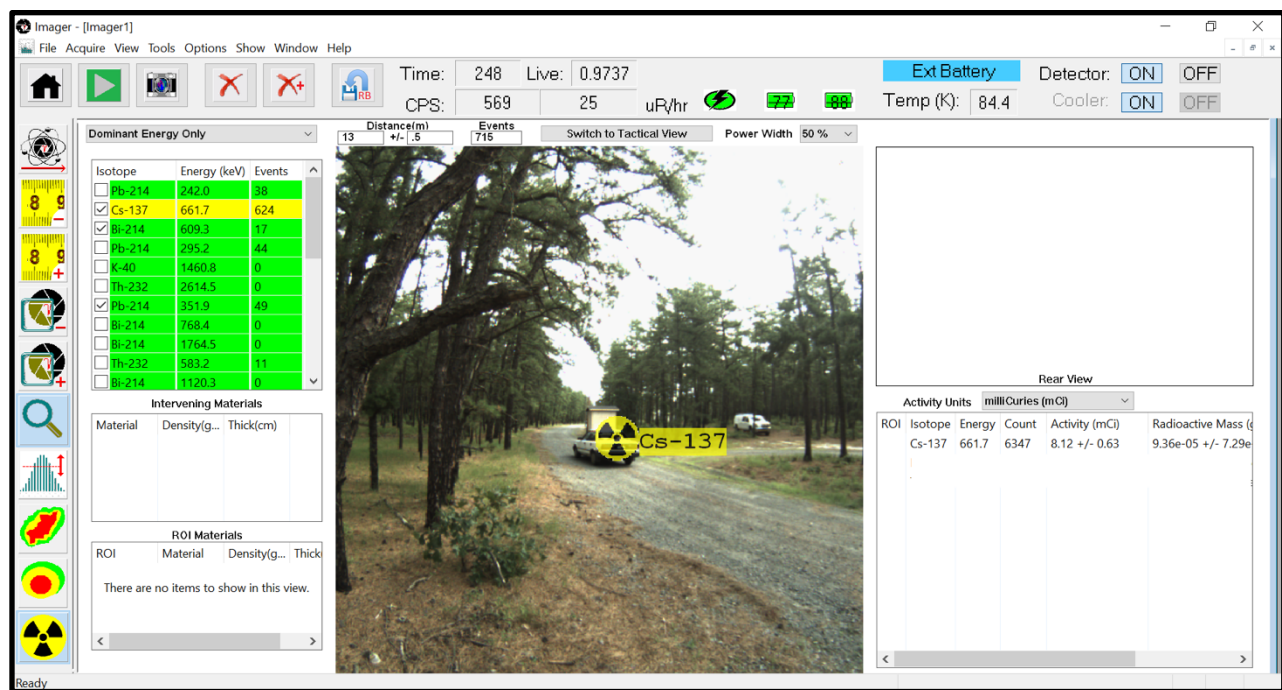 Imager - [Imager1]
File Acquire View Tools Options Show Window Help
RB
Time: 248 Live: 0.9737
CPS: 569 25 uR/hr
77 88
Ext Battery
Temp (K): 84.4
Detector: ON OFF
Cooler: ON OFF
8 9
8 9
Dominant Energy Only
Distance(m) Events
13 +/- .5 715
Switch to Tactical View
Power Width 50 %
Isotope Energy (keV) Events
Pb-214 242.0 38
Cs-137 661.7 624
Bi-214 609.3 17
Pb-214 295.2 44
K-40 1460.8 0
Th-232 2614.5 0
Pb-214 351.9 49
Bi-214 768.4 0
Bi-214 1764.5 0
Th-232 583.2 11
Bi-214 1120.3 0
Intervening Materials
Material Density(g... Thick(cm)
ROI Materials
ROI Material Density(g... Thick
There are no items to show in this view.
Cs-137
Rear View
Activity Units milliCuries (mCi)
ROI Isotope Energy Count Activity (mCi) Radioactive Mass (
Cs-137 661.7 6347 8.12 +/- 0.63 9.36e-05 +/- 7.29e
Ready